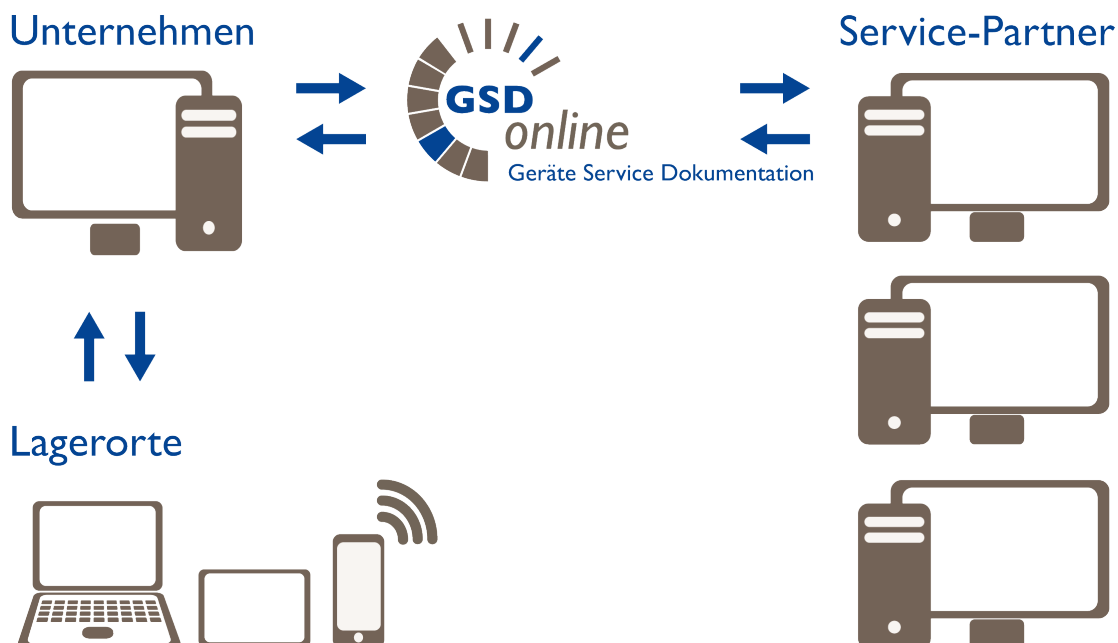 Unternehmen
Service-Partner
GSD
online
Geräte Service Dokumentation
Lagerorte